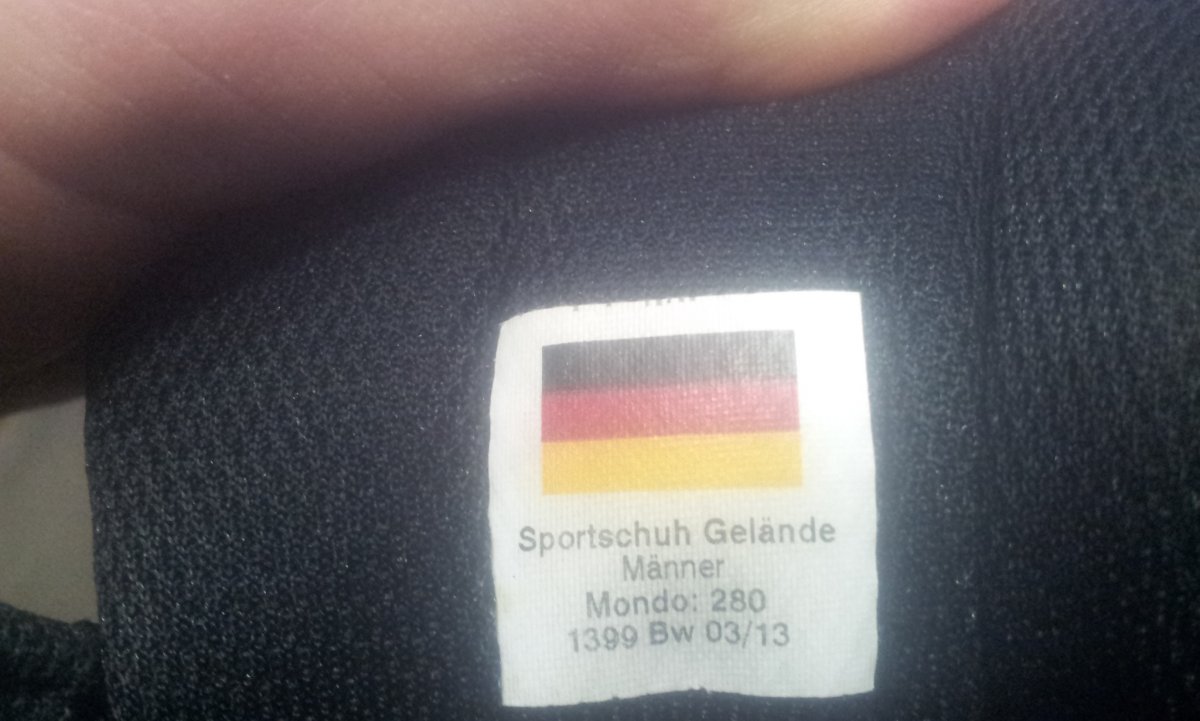 Sportschuh Gelände
Männer
Mondo: 280
1399 Bw 03/13